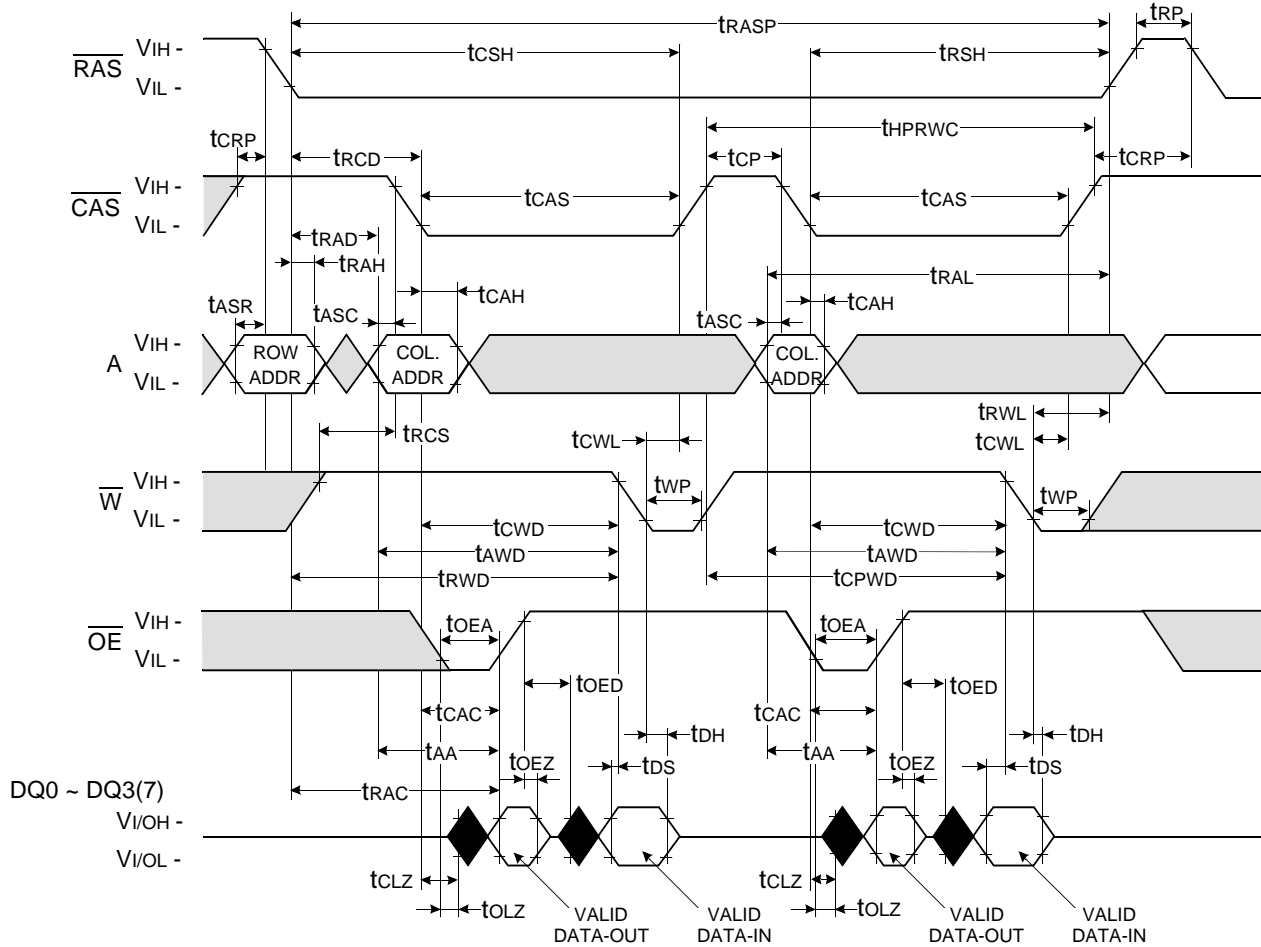 tRASP
tRP
tCSH
tRSH
RAS
VIH -
VIL -
tCRP
tRCD
tHPRWC
tCP
tCRP
CAS
VIH -
VIL -
tCAS
tCAS
tRAD
tRAH
tRAL
tASR
tASC
tCAH
tASC
tCAH
A
VIH -
VIL -
ROW
ADDR
COL.
ADDR
COL.
ADDR
tRCS
tCWL
tRWL
tCWL
W
VIH -
VIL -
tWP
tWP
tCWD
tCWD
tAWD
tAWD
tRWD
tCPWD
OE
VIH -
VIL -
tOEA
tOEA
tOED
tOED
tCAC
tCAC
tDH
tDH
tAA
tAA
tOEZ
tDS
tOEZ
tDS
tRAC
DQ0 ~ DQ3(7)
VI/OH -
VI/OL -
tCLZ
tCLZ
tOLZ
tOLZ
VALID
DATA-OUT
VALID
DATA-IN
VALID
DATA-OUT
VALID
DATA-IN